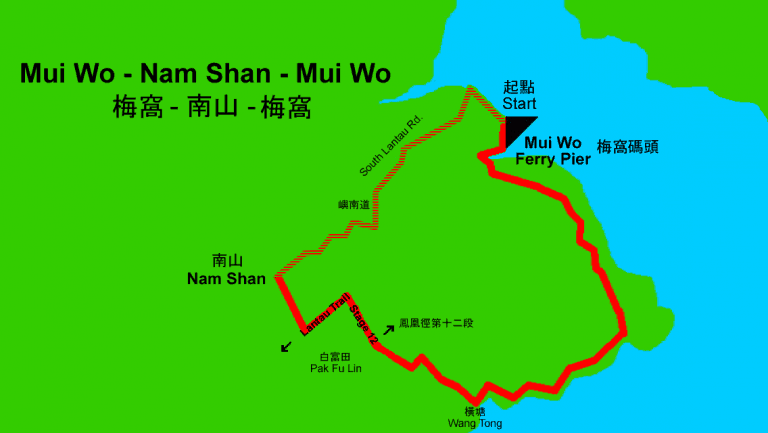 Mui Wo - Nam Shan - Mui Wo
梅窩 - 南山 - 梅窩
起點
Start
Mui Wo
Ferry Pier
梅窩碼頭
South Lantau Rd.
嶼南道
南山
Nam Shan
Lantau Trail
Stage 12
鳳凰徑第十二段
白富田
Pak Fu Lin
橫塘
Wang Tong